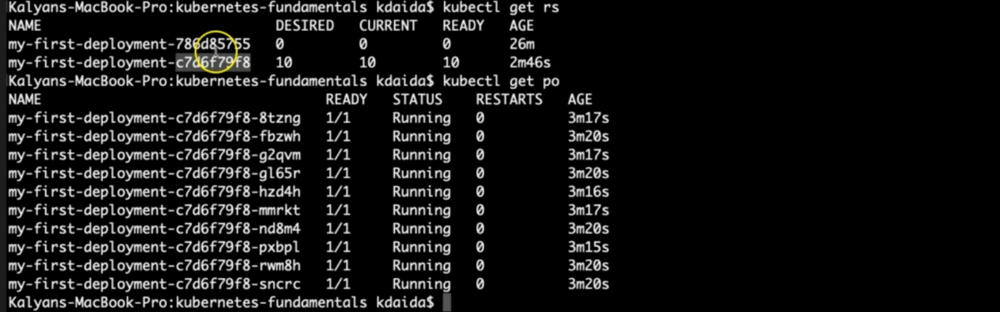 Kalyans-MacBook-Pro:kubernetes-fundamentals kdaida$ kubectl get rs
NAME DESIRED CURRENT READY AGE
my-first-deployment-786d85755 0 0 0 26m
my-first-deployment-c7d6f79f8 10 10 10 2m46s
Kalyans-MacBook-Pro:kubernetes-fundamentals kdaida$ kubectl get po
NAME READY STATUS RESTARTS AGE
my-first-deployment-c7d6f79f8-8tzng 1/1 Running 0 3m17s
my-first-deployment-c7d6f79f8-fbzwh 1/1 Running 0 3m20s
my-first-deployment-c7d6f79f8-g2qvm 1/1 Running 0 3m17s
my-first-deployment-c7d6f79f8-gl65r 1/1 Running 0 3m20s
my-first-deployment-c7d6f79f8-hzd4h 1/1 Running 0 3m16s
my-first-deployment-c7d6f79f8-mmrkt 1/1 Running 0 3m17s
my-first-deployment-c7d6f79f8-nd8m4 1/1 Running 0 3m20s
my-first-deployment-c7d6f79f8-pxbpl 1/1 Running 0 3m15s
my-first-deployment-c7d6f79f8-rwm8h 1/1 Running 0 3m20s
my-first-deployment-c7d6f79f8-sncrc 1/1 Running 0 3m20s
Kalyans-MacBook-Pro:kubernetes-fundamentals kdaida$